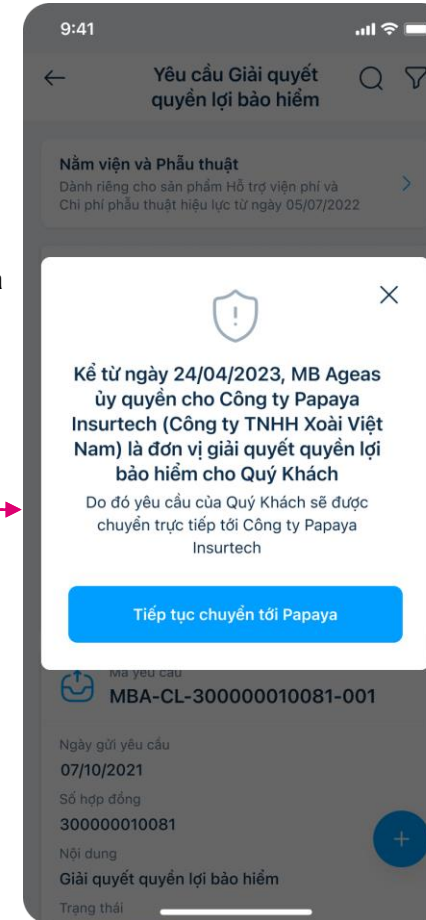 9:41
Yêu cầu Giải quyết
quyền lợi bảo hiểm
Nằm viện và Phẫu thuật
Dành riêng cho sản phẩm Hỗ trợ viện phí và
Chi phí phẫu thuật hiệu lực từ ngày 05/07/2022
Kể từ ngày 24/04/2023, MB Ageas
ủy quyền cho Công ty Papaya
Insurtech (Công ty TNHH Xoài Việt
Nam) là đơn vị giải quyết quyền lợi
bảo hiểm cho Quý Khách
Do đó yêu cầu của Quý Khách sẽ được
chuyển trực tiếp tới Công ty Papaya
Insurtech
Tiếp tục chuyển tới Papaya
Mã yêu cầu
MBA-CL-300000010081-001
Ngày gửi yêu cầu
07/10/2021
Số hợp đồng
300000010081
Nội dung
Giải quyết quyền lợi bảo hiểm
Trạng thái